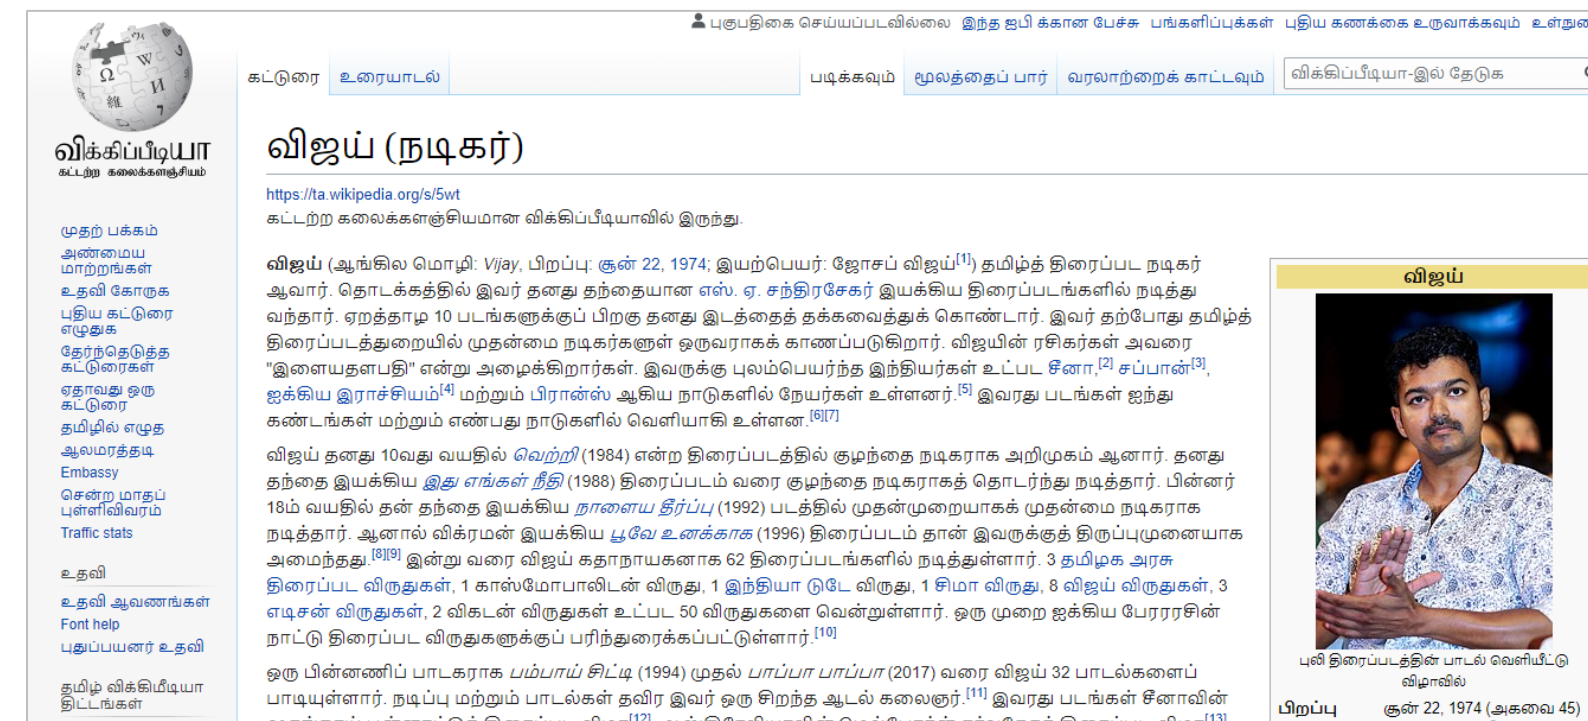 புகுபதிகை செய்யப்படவில்லை இந்த ஐபி க்கான பேச்சு பங்களிப்புக்கள் புதிய கணக்கை உருவாக்கவும்
கட்டுரை உரையாடல் படிக்கவும் மூலத்தைப் பார் வரலாற்றைக் காட்டவும் விக்கிப்பீடியா-இல் தேடுக
விக்கிப்பீடியா
கட்டற்ற கலைக்களஞ்சியம்
முதற் பக்கம்
அண்மைய
மாற்றங்கள்
உதவி கோருக
புதிய கட்டுரை
எழுதுக
தேர்ந்தெடுத்த
கட்டுரைகள்
ஏதாவது ஒரு
கட்டுரை
தமிழில் எழுத
ஆலமரத்தடி
Embassy
சென்ற மாதப்
புள்ளிவிவரம்
Traffic stats
உதவி
உதவி ஆவணங்கள்
Font help
புதுப்பயனர் உதவி
தமிழ் விக்கிமீடியா
திட்டங்கள்
விஜய் (நடிகர்)
https://ta.wikipedia.org/s/5wt
கட்டற்ற கலைக்களஞ்சியமான விக்கிப்பீடியாவில் இருந்து.
விஜய் (ஆங்கில மொழி: Vijay, பிறப்பு: சூன் 22, 1974; இயற்பெயர்: ஜோசப் விஜய்[1]) தமிழ்த் திரைப்பட நடிகர்
ஆவார். தொடக்கத்தில் இவர் தனது தந்தையான எஸ். ஏ. சந்திரசேகர் இயக்கிய திரைப்படங்களில் நடித்து
வந்தார். ஏறத்தாழ 10 படங்களுக்குப் பிறகு தனது இடத்தைத் தக்கவைத்துக் கொண்டார். இவர் தற்போது தமிழ்த்
திரைப்படத்துறையில் முதன்மை நடிகர்களுள் ஒருவராகக் காணப்படுகிறார். விஜயின் ரசிகர்கள் அவரை
"இளையதளபதி" என்று அழைக்கிறார்கள். இவருக்கு புலம்பெயர்ந்த இந்தியர்கள் உட்பட சீனா,[2] சப்பான்[3],
ஐக்கிய இராச்சியம்[4] மற்றும் பிரான்ஸ் ஆகிய நாடுகளில் நேயர்கள் உள்ளனர்.[5] இவரது படங்கள் ஐந்து
கண்டங்கள் மற்றும் எண்பது நாடுகளில் வெளியாகி உள்ளன.[6][7]
விஜய் தனது 10வது வயதில் வெற்றி (1984) என்ற திரைப்படத்தில் குழந்தை நடிகராக அறிமுகம் ஆனார். தனது
தந்தை இயக்கிய இது எங்கள் நீதி (1988) திரைப்படம் வரை குழந்தை நடிகராகத் தொடர்ந்து நடித்தார். பின்னர்
18ம் வயதில் தன் தந்தை இயக்கிய நாளைய தீர்ப்பு (1992) படத்தில் முதன்முறையாகக் முதன்மை நடிகராக
நடித்தார். ஆனால் விக்ரமன் இயக்கிய பூவே உனக்காக (1996) திரைப்படம் தான் இவருக்குத் திருப்புமுனையாக
அமைந்தது.[8][9] இன்று வரை விஜய் கதாநாயகனாக 62 திரைப்படங்களில் நடித்துள்ளார். 3 தமிழக அரசு
திரைப்பட விருதுகள், 1 காஸ்மோபாலிடன் விருது, 1 இந்தியா டுடே விருது, 1 சிமா விருது, 8 விஜய் விருதுகள், 3
எடிசன் விருதுகள், 2 விகடன் விருதுகள் உட்பட 50 விருதுகளை வென்றுள்ளார். ஒரு முறை ஐக்கிய பேரரரசின்
நாட்டு திரைப்பட விருதுகளுக்குப் பரிந்துரைக்கப்பட்டுள்ளார்.[10]
ஒரு பின்னணிப் பாடகராக பம்பாய் சிட்டி (1994) முதல் பாப்பா பாப்பா (2017) வரை விஜய் 32 பாடல்களைப்
பாடியுள்ளார். நடிப்பு மற்றும் பாடல்கள் தவிர இவர் ஒரு சிறந்த ஆடல் கலைஞர்.[11] இவரது படங்கள் சீனாவின்
விஜய்
புலி திரைப்படத்தின் பாடல் வெளியீட்டு
விழாவில்
பிறப்பு சூன் 22, 1974 (அகவை 45)